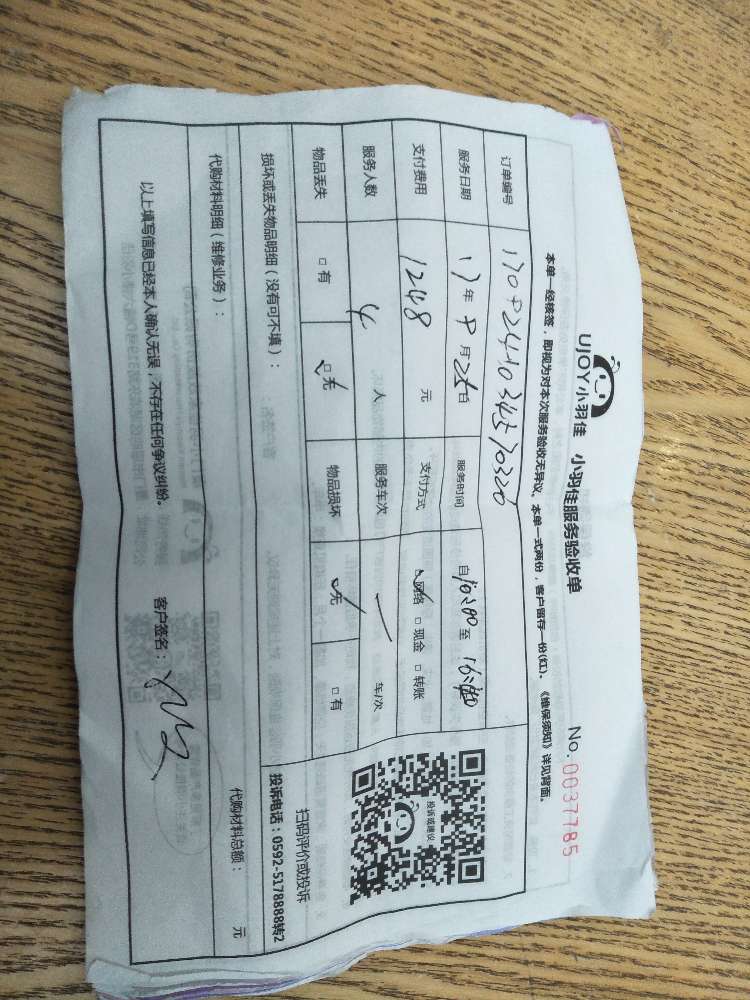 UJOY小羽佳 小羽佳服务验收单
No. 0037785
本单一经核签，即视为对本次服务验收无异议。本单一式两份，客户留存一份(红)。《维保须知》详见背面。
订单编号
服务日期 17年 8月 25日 服务时间 自 10:00 至
支付费用 1248 元 支付方式 ☑网络 □现金 □转账
服务人数 4 人 服务车次 一 车/次
物品丢失 □有 ☑无 物品损坏 ☑无 □有
投诉或建议
扫码评价或投诉
投诉电话：0592-5178888转2
损坏或丢失物品明细（没有可不填）：
代购材料明细（维修业务）： 代购材料总额： 元
以上填写信息已经本人确认无误，不存在任何争议纠纷。 客户签名：